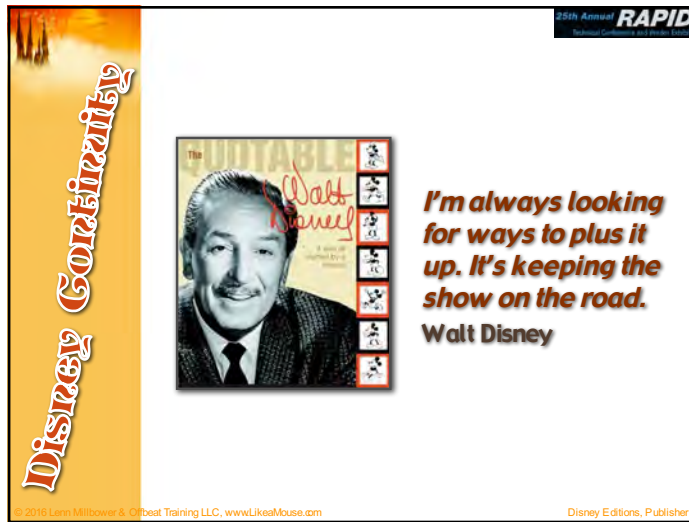 25th Annual RAPID
Technical Conference and Vendor Exhibi
Disney Continuity
The
QUOTABLE
Walt
Disney
I'm always looking
for ways to plus it
up. It's keeping the
show on the road.
Walt Disney
© 2016 Lenn Millbower & Offbeat Training LLC, www.LikeaMouse.com
Disney Editions, Publisher